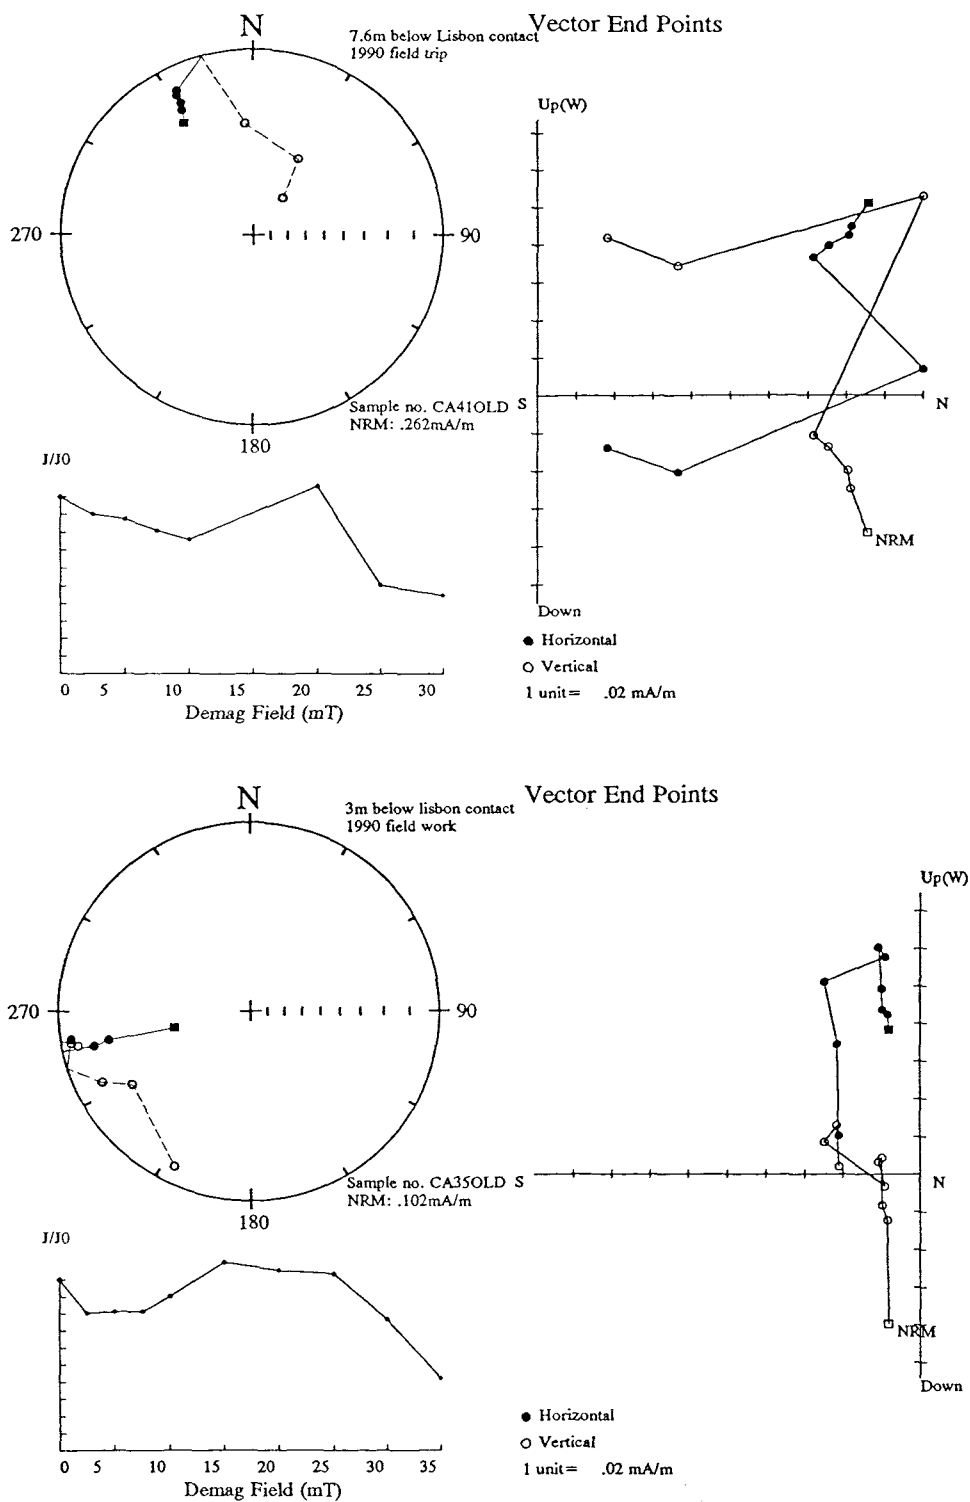 N
7.6m below Lisbon contact
1990 field trip
Vector End Points
Up(W)
270
90
Sample no. CA41OLD
NRM: .262mA/m
S
N
180
J/J0
NRM
Down
● Horizontal
○ Vertical
1 unit= .02 mA/m
0 5 10 15 20 25 30
Demag Field (mT)
N
3m below lisbon contact
1990 field work
Vector End Points
Up(W)
270
90
Sample no. CA35OLD
NRM: .102mA/m
S
N
180
J/J0
NRM
Down
● Horizontal
○ Vertical
1 unit= .02 mA/m
0 5 10 15 20 25 30 35
Demag Field (mT)